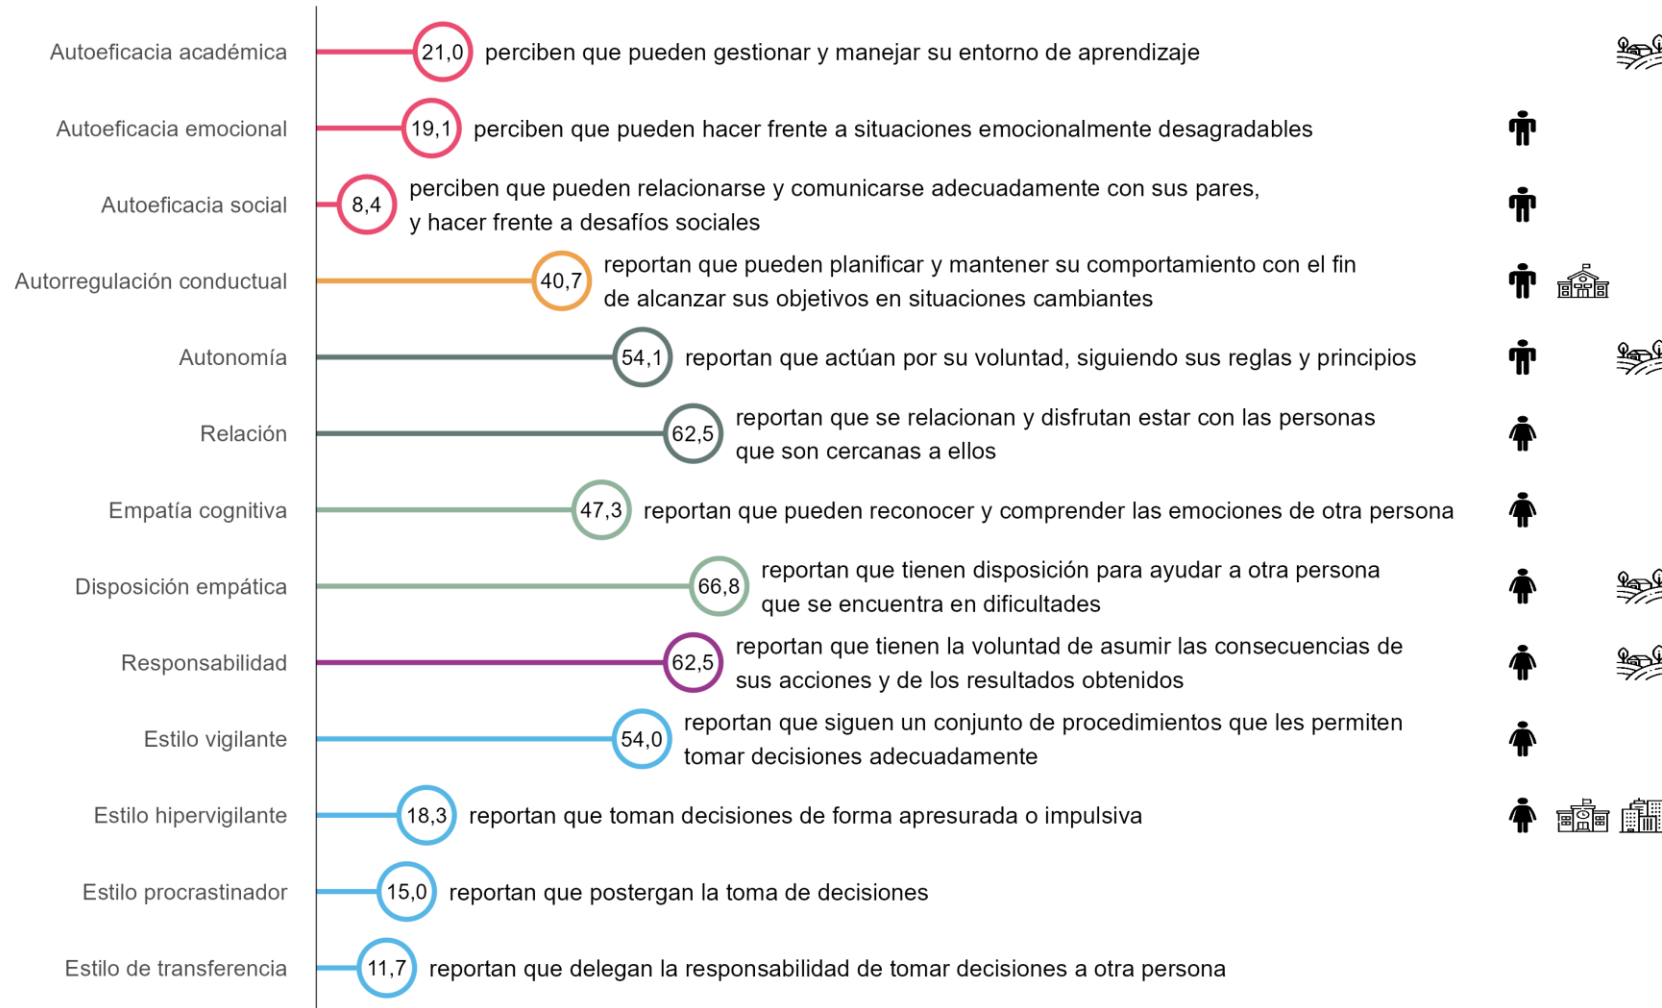 Autoeficacia académica
21,0
perciben que pueden gestionar y manejar su entorno de aprendizaje
Autoeficacia emocional
19,1
perciben que pueden hacer frente a situaciones emocionalmente desagradables
Autoeficacia social
8,4
perciben que pueden relacionarse y comunicarse adecuadamente con sus pares,
y hacer frente a desafíos sociales
Autorregulación conductual
40,7
reportan que pueden planificar y mantener su comportamiento con el fin
de alcanzar sus objetivos en situaciones cambiantes
Autonomía
54,1
reportan que actúan por su voluntad, siguiendo sus reglas y principios
Relación
62,5
reportan que se relacionan y disfrutan estar con las personas
que son cercanas a ellos
Empatía cognitiva
47,3
reportan que pueden reconocer y comprender las emociones de otra persona
Disposición empática
66,8
reportan que tienen disposición para ayudar a otra persona
que se encuentra en dificultades
Responsabilidad
62,5
reportan que tienen la voluntad de asumir las consecuencias de
sus acciones y de los resultados obtenidos
Estilo vigilante
54,0
reportan que siguen un conjunto de procedimientos que les permiten
tomar decisiones adecuadamente
Estilo hipervigilante
18,3
reportan que toman decisiones de forma apresurada o impulsiva
Estilo procrastinador
15,0
reportan que postergan la toma de decisiones
Estilo de transferencia
11,7
reportan que delegan la responsabilidad de tomar decisiones a otra persona